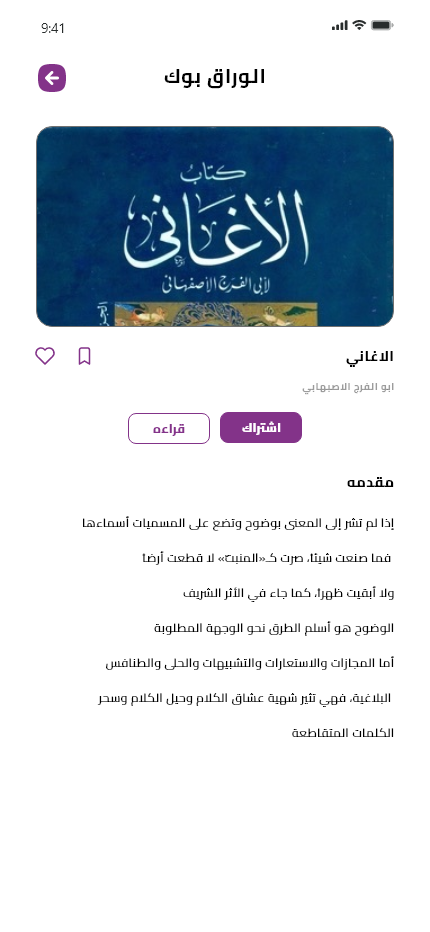 9:41
الوراق بوك
كتاب
الأغاني
لأبي الفرج الأصفهاني
الاغاني
ابو الفرج الاصبهابي
اشتراك
قراءه
مقدمه
إذا لم تشر إلى المعنى بوضوح وتضع على المسميات أسماءها
فما صنعت شيئا، صرت كـ«المنبت» لا قطعت أرضا
ولا أبقيت ظهرا، كما جاء في الأثر الشريف
الوضوح هو أسلم الطرق نحو الوجهة المطلوبة
أما المجازات والاستعارات والتشبيهات والحلى والطنافس
البلاغية، فهي تثير شهية عشاق الكلام وحيل الكلام وسحر
الكلمات المتقاطعة